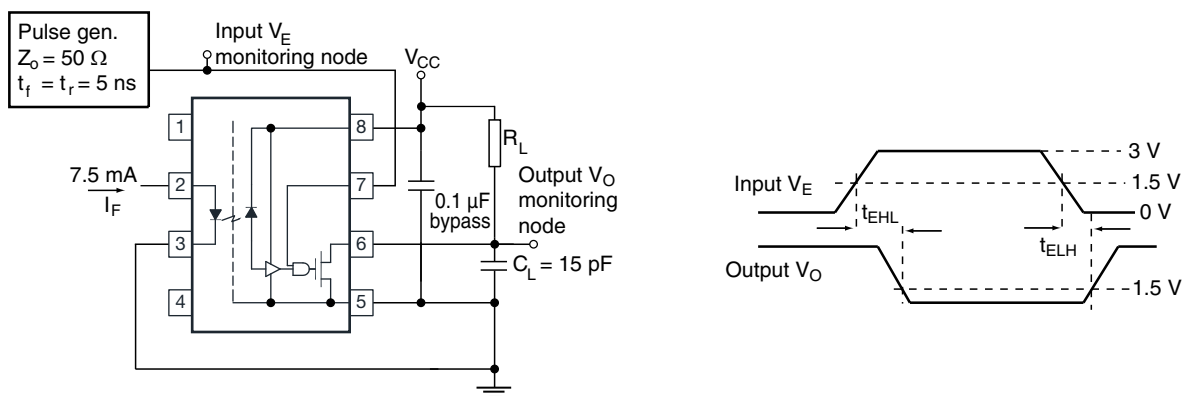 Pulse gen.
Zo = 50 Ω
tf = tr = 5 ns
Input VE
monitoring node
VCC
1
8
RL
7.5 mA
IF
2
7
0.1 µF
bypass
Output VO
monitoring
node
3
6
CL = 15 pF
4
5
3 V
Input VE
1.5 V
0 V
tEHL
tELH
Output VO
1.5 V